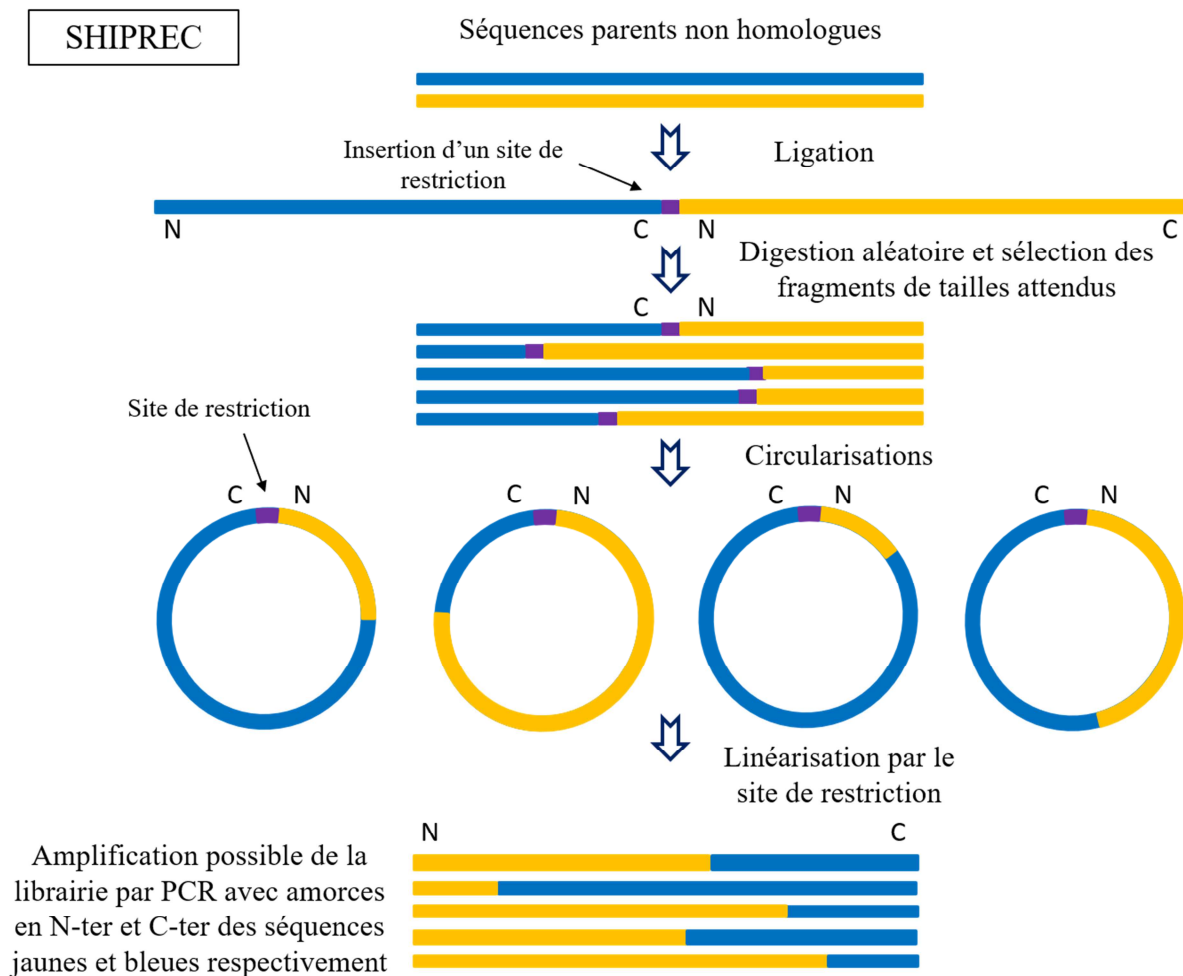 SHIPREC
Séquences parents non homologues
Insertion d'un site de
restriction
Ligation
N
C
N
C
Digestion aléatoire et sélection des
fragments de tailles attendus
C
N
Site de restriction
Circularisations
C
N
C
N
C
N
C
N
Linéarisation par le
site de restriction
N
C
Amplification possible de la
librairie par PCR avec amorces
en N-ter et C-ter des séquences
jaunes et bleues respectivement